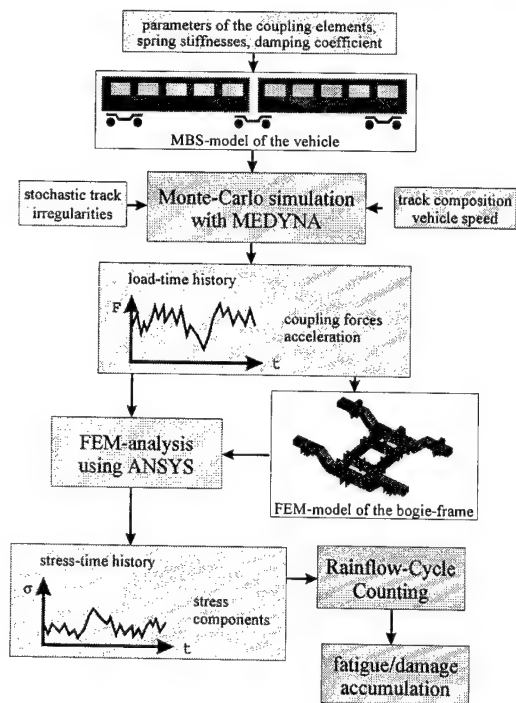 parameters of the coupling elements,
spring stiffnesses, damping coefficient
MBS-model of the vehicle
stochastic track
irregularities
Monte-Carlo simulation
with MEDYNA
track composition
vehicle speed
load-time history
F
coupling forces
acceleration
t
FEM-analysis
using ANSYS
FEM-model of the bogie-frame
stress-time history
σ
stress
components
t
Rainflow-Cycle
Counting
fatigue/damage
accumulation